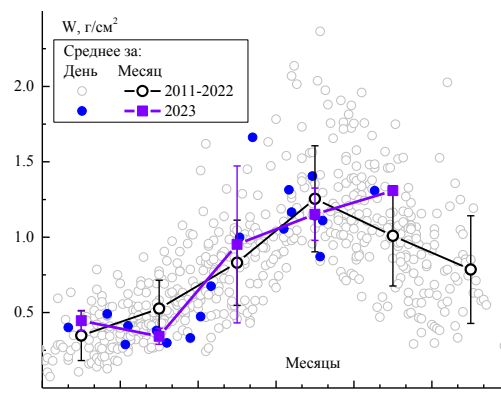 W, г/см²
Среднее за:
День Месяц
2011-2022
2023
2.0
1.5
1.0
0.5
Месяцы